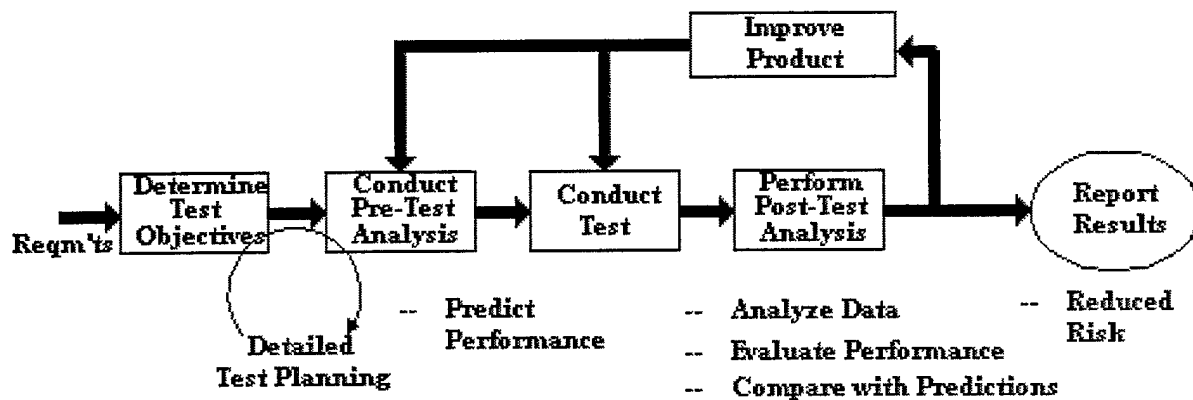 Improve
Product
Reqm'ts
Determine
Test
Objectives
Conduct
Pre-Test
Analysis
Conduct
Test
Perform
Post-Test
Analysis
Report
Results
Detailed
Test Planning
-- Predict
Performance
-- Analyze Data
-- Evaluate Performance
-- Compare with Predictions
-- Reduced
Risk